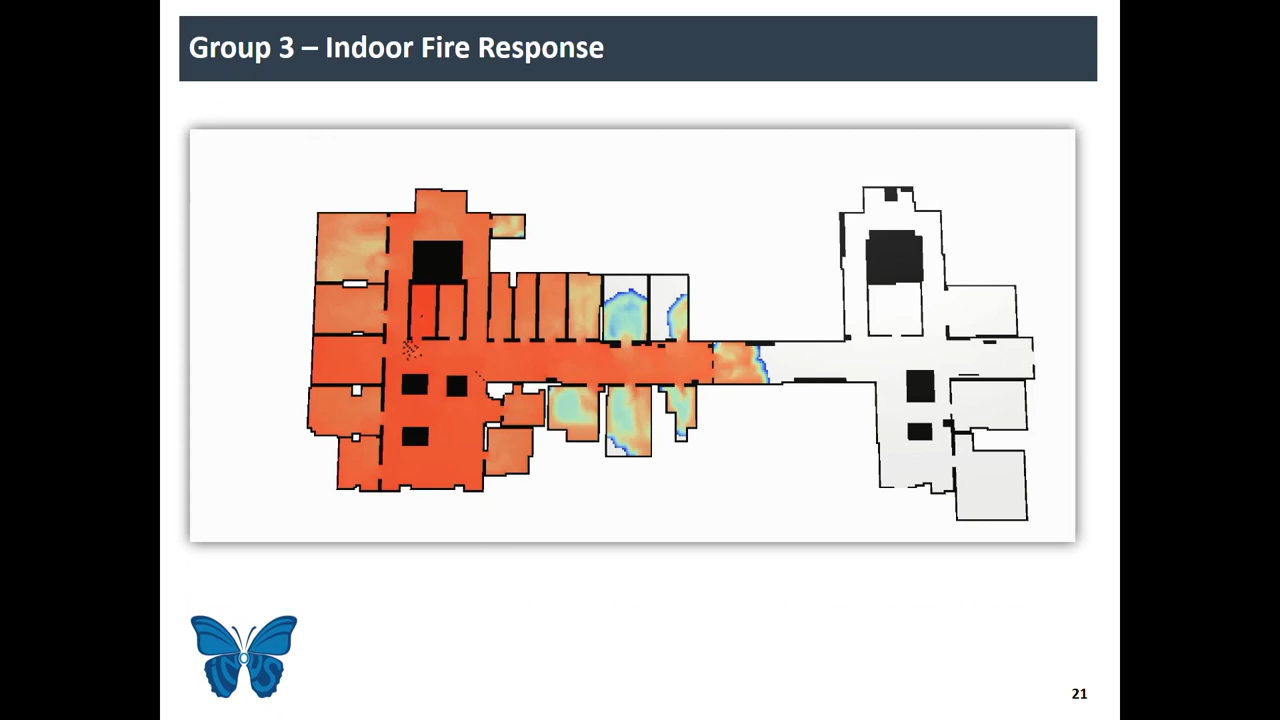 Group 3 – Indoor Fire Response
21